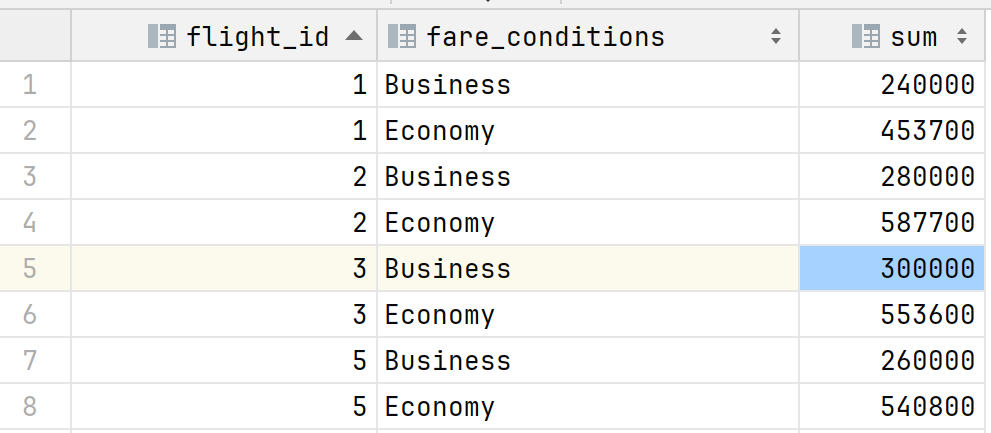 flight_id fare_conditions sum
1 1 Business 240000
2 1 Economy 453700
3 2 Business 280000
4 2 Economy 587700
5 3 Business 300000
6 3 Economy 553600
7 5 Business 260000
8 5 Economy 540800